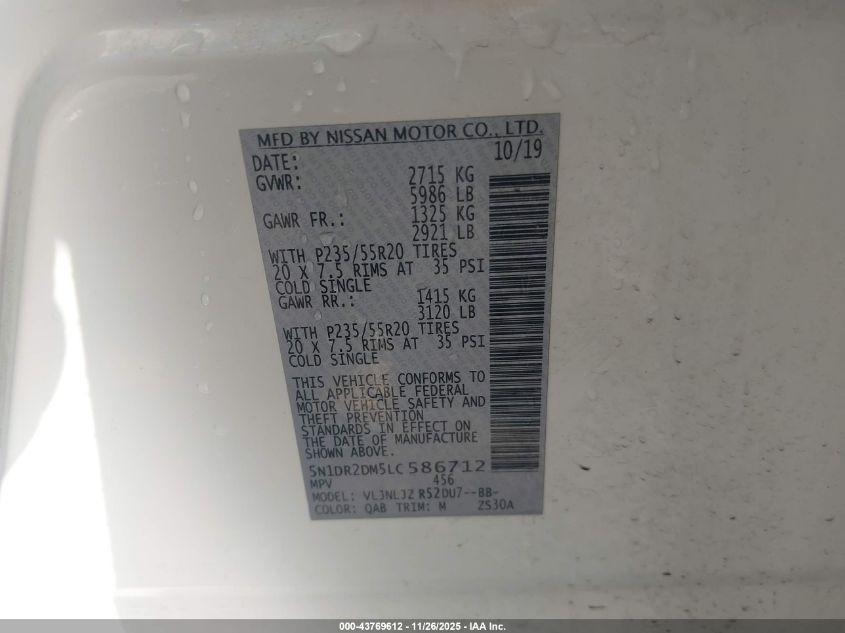 MFD BY NISSAN MOTOR CO., LTD.
DATE: 10/19
GVWR: 2715 KG
5986 LB
GAWR FR.: 1325 KG
2921 LB
WITH P235/55R20 TIRES
20 X 7.5 RIMS AT 35 PSI
COLD SINGLE
GAWR RR.: 1415 KG
3120 LB
WITH P235/55R20 TIRES
20 X 7.5 RIMS AT 35 PSI
COLD SINGLE
THIS VEHICLE CONFORMS TO
ALL APPLICABLE FEDERAL
MOTOR VEHICLE SAFETY AND
THEFT PREVENTION
STANDARDS IN EFFECT ON
THE DATE OF MANUFACTURE
SHOWN ABOVE.
5N1DR2DM5LC586712
MPV 456
MODEL: VLJNLJZ R52DU7--BB-
COLOR: QAB TRIM: M ZS30A
000-43769612 - 11/26/2025 - IAA Inc.